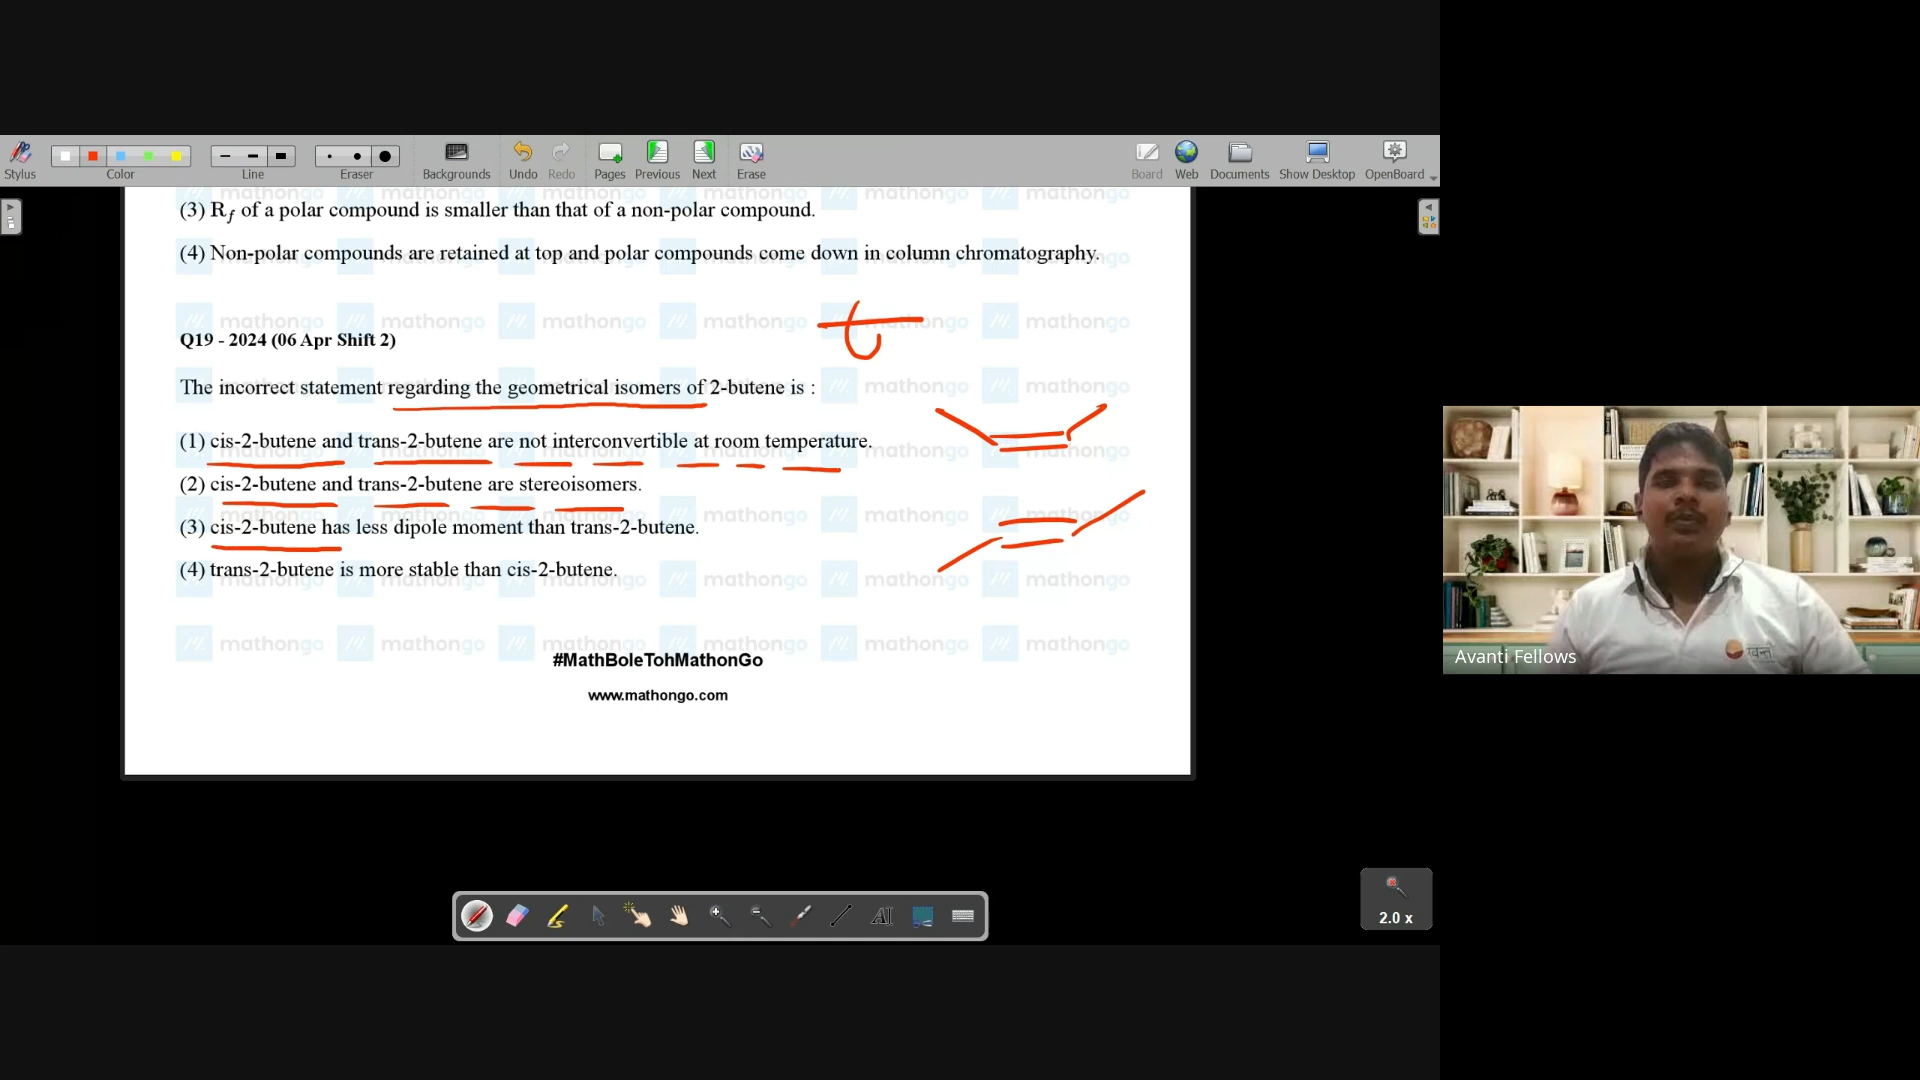 Stylus
Color
Line
Eraser
Backgrounds
Undo
Redo
Pages
Previous
Next
Erase
Board
Web
Documents
Show Desktop
OpenBoard
(3) Rf of a polar compound is smaller than that of a non-polar compound.
(4) Non-polar compounds are retained at top and polar compounds come down in column chromatography.
Q19 - 2024 (06 Apr Shift 2)
The incorrect statement regarding the geometrical isomers of 2-butene is :
(1) cis-2-butene and trans-2-butene are not interconvertible at room temperature.
(2) cis-2-butene and trans-2-butene are stereoisomers.
(3) cis-2-butene has less dipole moment than trans-2-butene.
(4) trans-2-butene is more stable than cis-2-butene.
mathongo mathongo mathongo mathongo mathongo mathongo
#MathBoleTohMathonGo
www.mathongo.com
2.0 x
Avanti Fellows